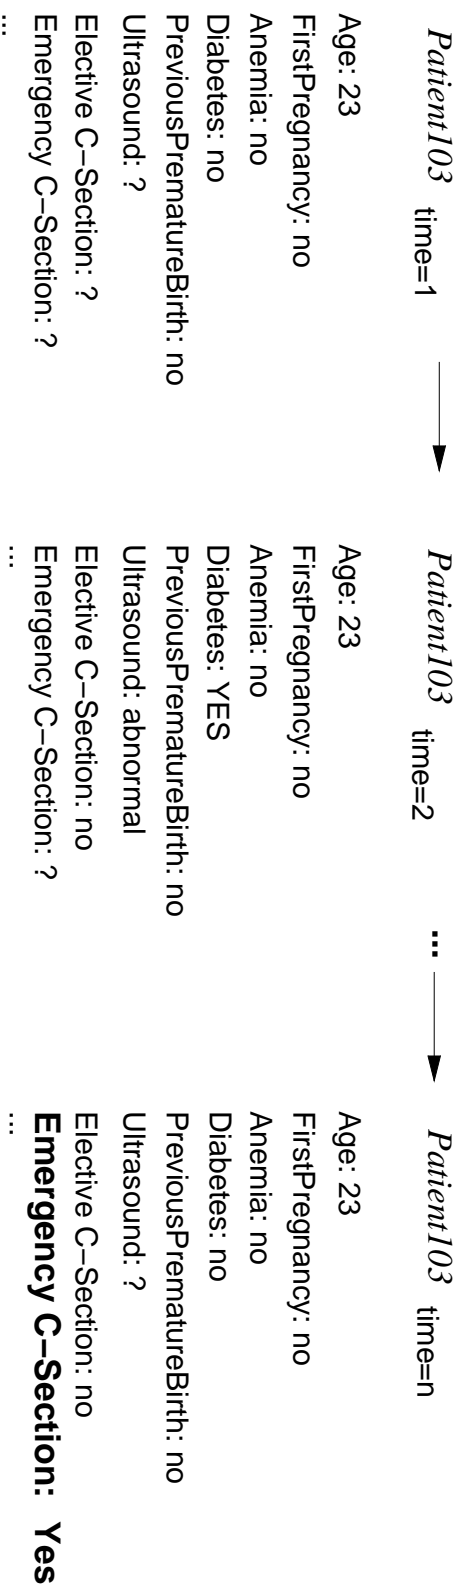 Patient103 time=1
Age: 23
FirstPregnancy: no
Anemia: no
Diabetes: no
PreviousPrematureBirth: no
Ultrasound: ?
Elective C−Section: ?
Emergency C−Section: ?
...
Patient103 time=2
Age: 23
FirstPregnancy: no
Anemia: no
Diabetes: YES
PreviousPrematureBirth: no
Ultrasound: abnormal
Elective C−Section: no
Emergency C−Section: ?
...
...
Patient103 time=n
Age: 23
FirstPregnancy: no
Anemia: no
Diabetes: no
PreviousPrematureBirth: no
Ultrasound: ?
Elective C−Section: no
Emergency C−Section: Yes
...